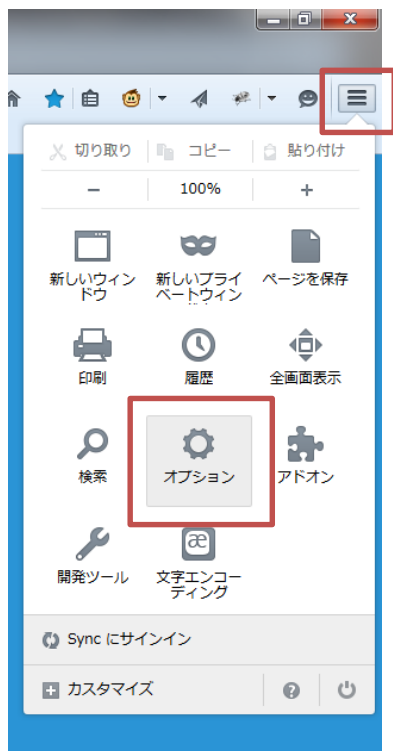 切り取り コピー 貼り付け
− 100% +
新しいウィン 新しいプライ ページを保存
ドウ ベートウィン
印刷 履歴 全画面表示
検索 オプション アドオン
開発ツール 文字エンコー
æ
ディング
Sync にサインイン
カスタマイズ